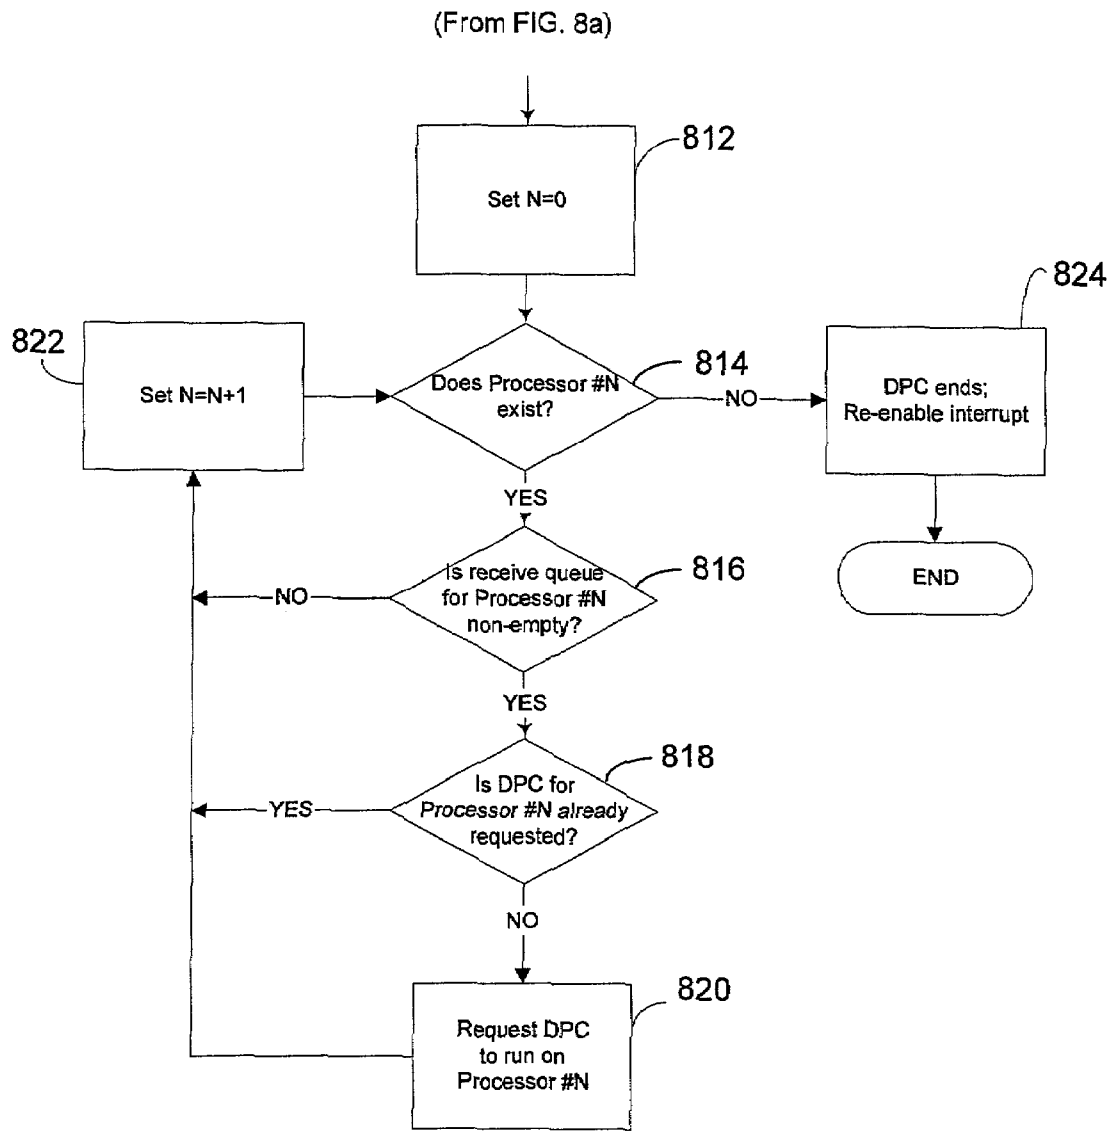 (From FIG. 8a)
812
Set N=0
824
822
Set N=N+1
814
Does Processor #N
exist?
NO
DPC ends;
Re-enable interrupt
YES
816
Is receive queue
for Processor #N
non-empty?
NO
END
YES
818
Is DPC for
Processor #N already
requested?
YES
NO
820
Request DPC
to run on
Processor #N